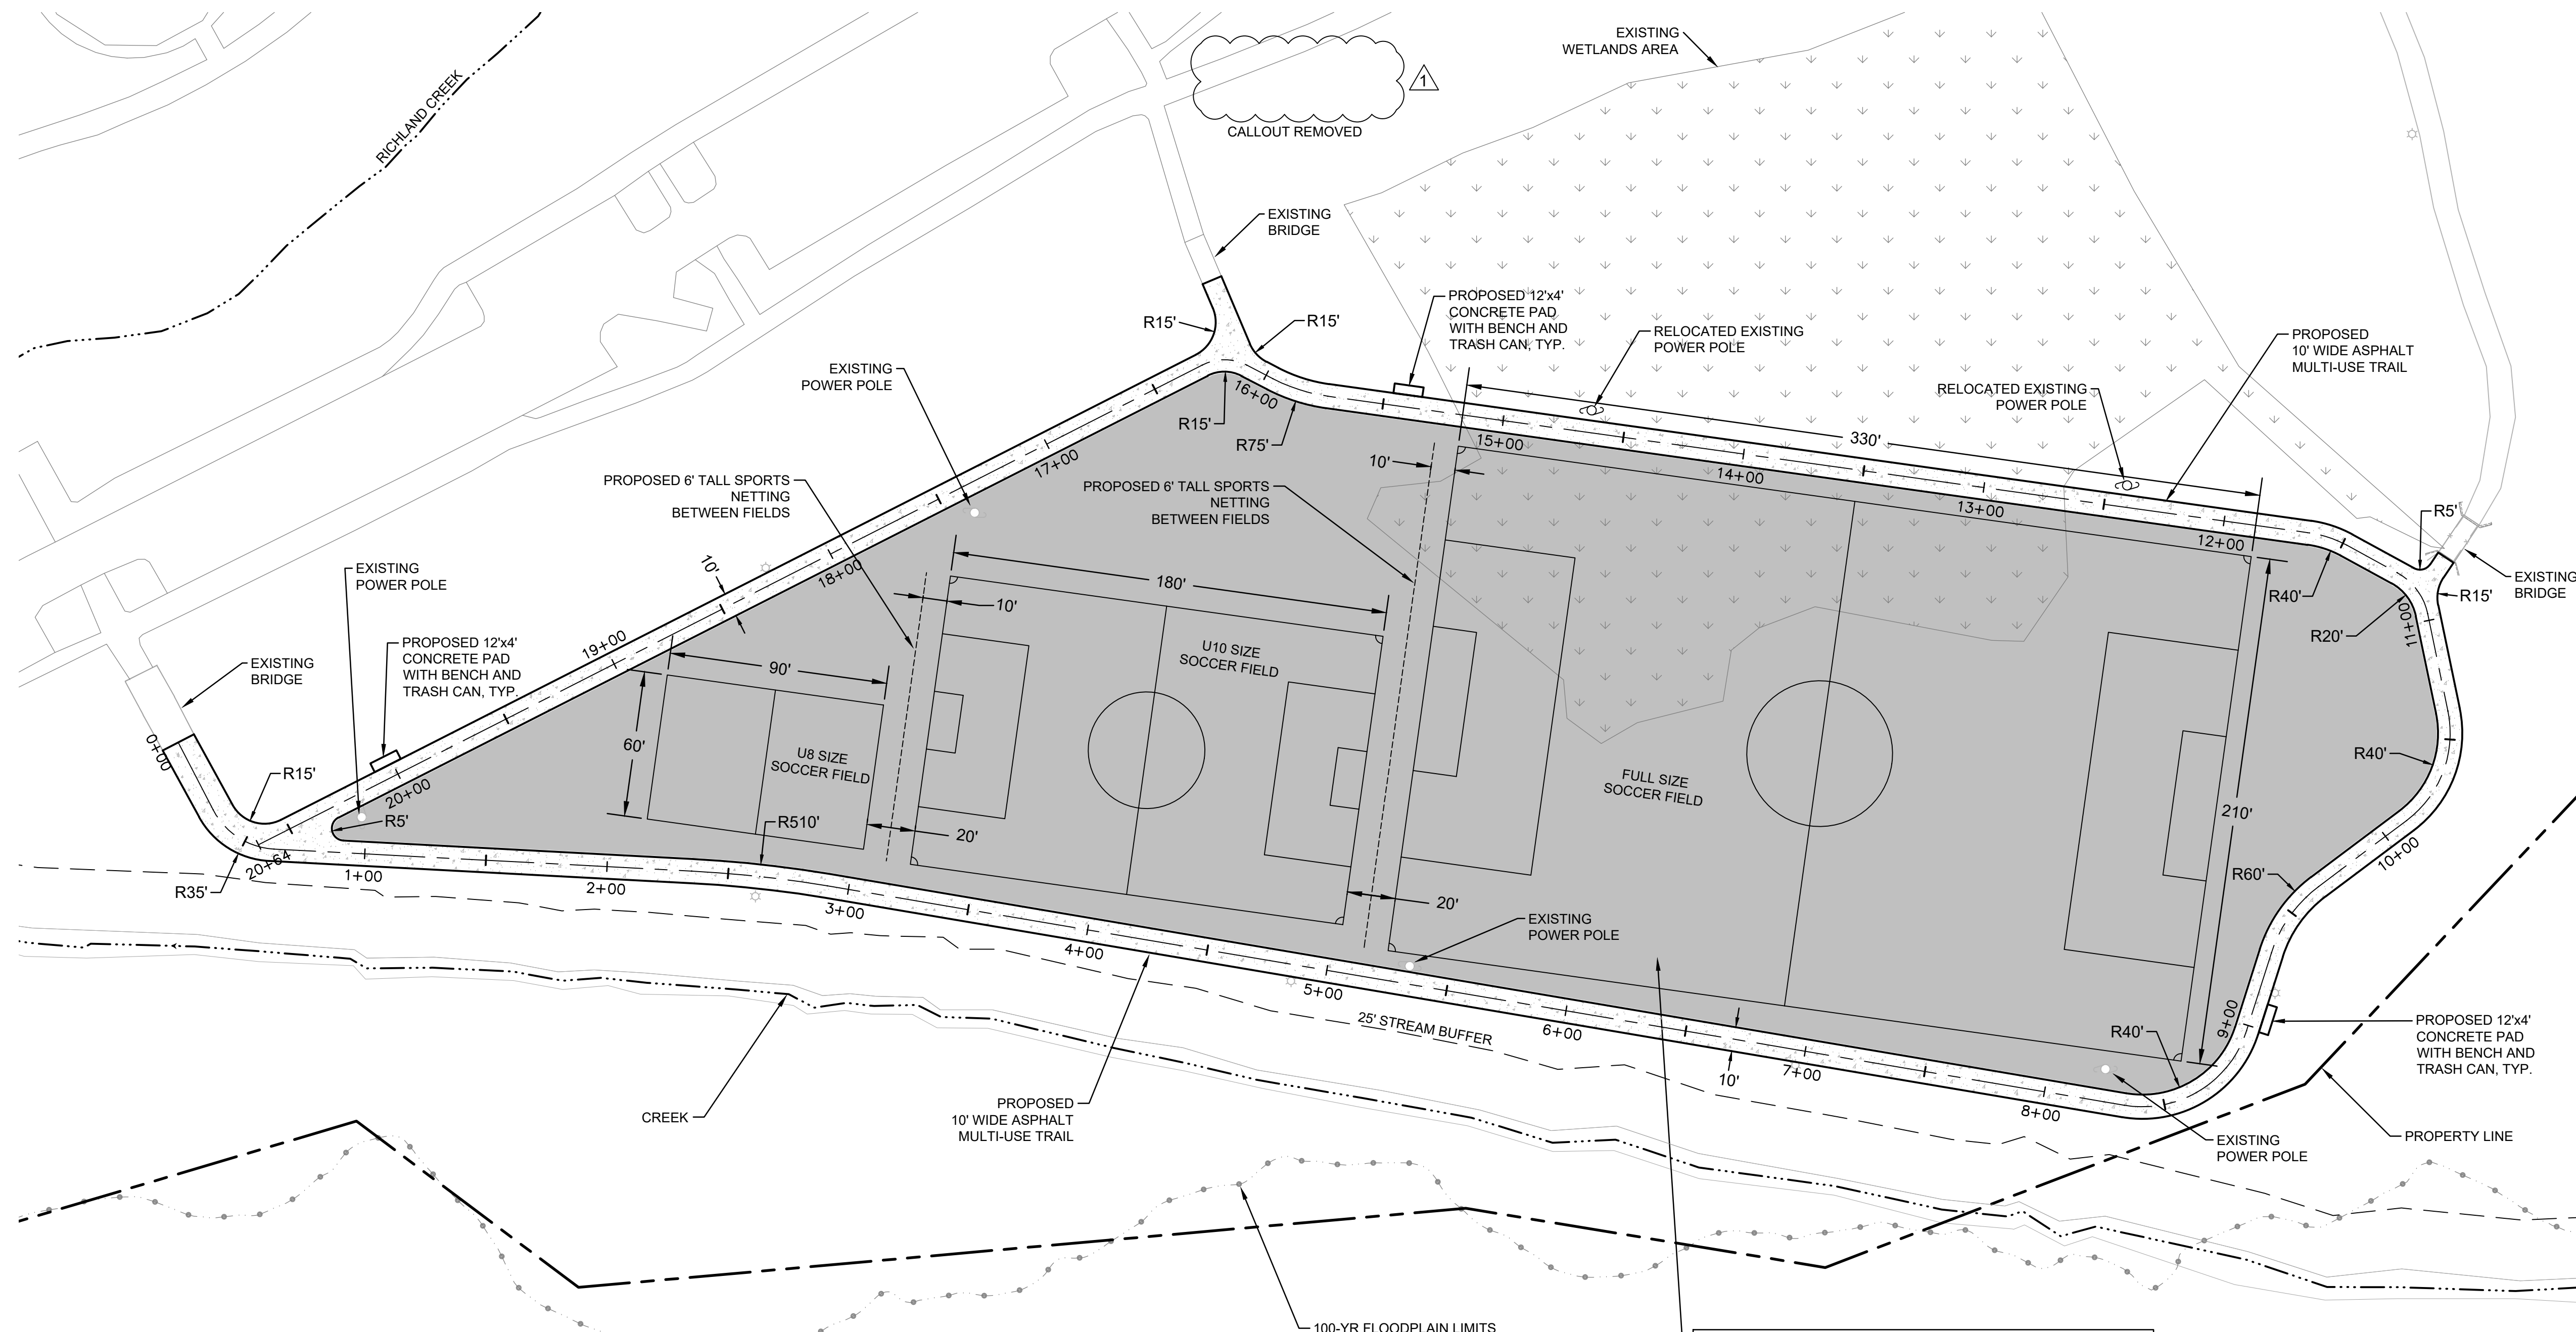 EXISTING
WETLANDS AREA
1
CALLOUT REMOVED
RICHLAND CREEK
EXISTING
BRIDGE
PROPOSED 12'x4'
CONCRETE PAD
WITH BENCH AND
TRASH CAN, TYP.
R15'
R15'
RELOCATED EXISTING
POWER POLE
PROPOSED
10' WIDE ASPHALT
MULTI-USE TRAIL
EXISTING
POWER POLE
RELOCATED EXISTING
POWER POLE
16+00
R15'
R75'
15+00
330'
10'
17+00
14+00
13+00
12+00
PROPOSED 6' TALL SPORTS
NETTING
BETWEEN FIELDS
PROPOSED 6' TALL SPORTS
NETTING
BETWEEN FIELDS
R5'
EXISTING
BRIDGE
R15'
R40'
R20'
11+00
EXISTING
POWER POLE
10'
18+00
180'
10'
19+00
PROPOSED 12'x4'
CONCRETE PAD
WITH BENCH AND
TRASH CAN, TYP.
EXISTING
BRIDGE
90'
U10 SIZE
SOCCER FIELD
0+00
60'
U8 SIZE
SOCCER FIELD
R40'
R15'
20+00
FULL SIZE
SOCCER FIELD
210'
R5'
R510'
20'
10+00
20+64
1+00
2+00
R35'
R60'
3+00
20'
EXISTING
POWER POLE
4+00
5+00
25' STREAM BUFFER
6+00
9+00
R40'
PROPOSED 12'x4'
CONCRETE PAD
WITH BENCH AND
TRASH CAN, TYP.
10'
7+00
8+00
CREEK
PROPOSED
10' WIDE ASPHALT
MULTI-USE TRAIL
EXISTING
POWER POLE
PROPERTY LINE
100-YR FLOODPLAIN LIMITS